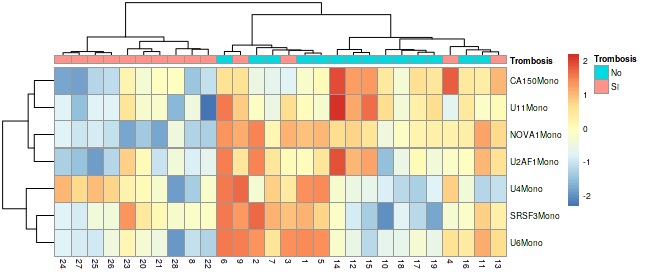 Trombosis
Trombosis
No
SI
2
1
0
-1
-2
CA150Mono
U11Mono
NOVA1Mono
U2AF1Mono
U4Mono
SRSF3Mono
U6Mono
24 27 25 26 23 20 21 28 8 22 6 9 2 7 3 1 5 14 12 15 10 18 17 19 4 16 11 13